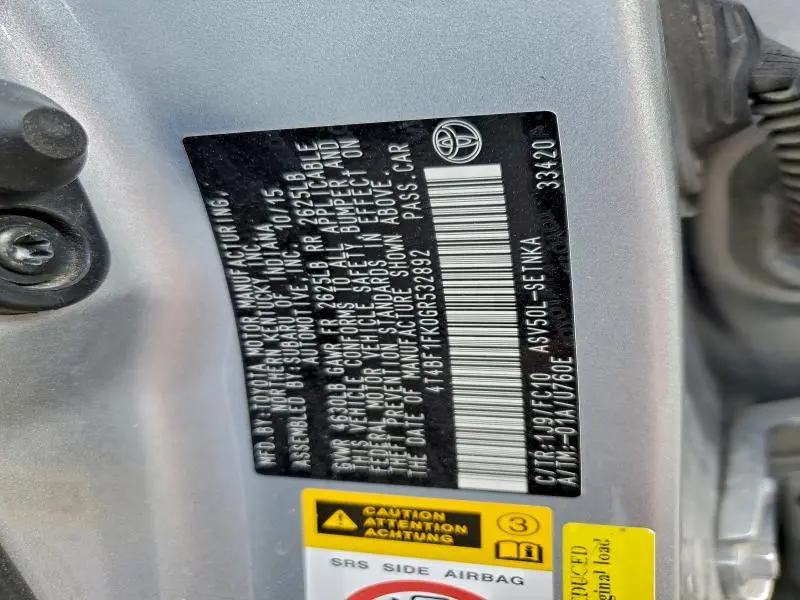 MFD.BY:TOYOTA MOTOR MANUFACTURING,
NORTHERN KENTUCKY, INC.
ASSEMBLED BY:SUBARU OF INDIANA 10/15
AUTOMOTIVE, INC.
GVWR 4630LB GAWR FR 2625LB RR 2625LB
THIS VEHICLE CONFORMS TO ALL APPLICABLE
FEDERAL MOTOR VEHICLE SAFETY, BUMPER, AND
THEFT PREVENTION STANDARDS IN EFFECT ON
THE DATE OF MANUFACTURE SHOWN ABOVE.
4T4BF1FK0GR532892 PASS.CAR
C/TR:1J9/FC10 ASV50L-SETNKA
A/TM:-01A/U760E 33420
CAUTION
ATTENTION
ACHTUNG
3
SRS SIDE AIRBAG